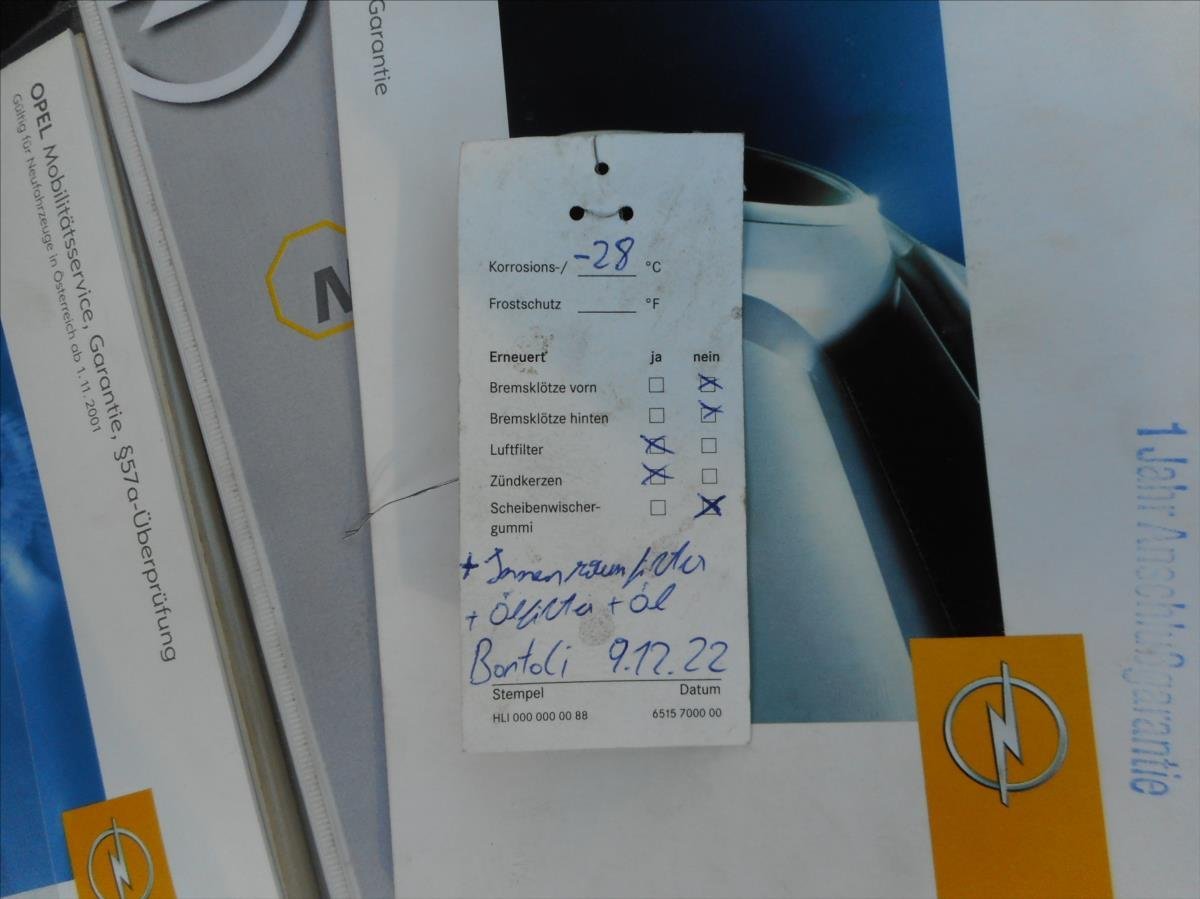 OPEL Mobilitätsservice, Garantie, §57a-Überprüfung
Gültig für Neufahrzeuge in Österreich ab 1.11.2001
M
Garantie
Korrosions-/ -28 °C
Frostschutz °F
Erneuert ja nein
Bremsklötze vorn
Bremsklötze hinten
Luftfilter
Zündkerzen
Scheibenwischer-
gummi
+ Innenraumfilter
+ Ölfilter + Öl
Bortoli 9.12.22
Stempel Datum
HLI 000 000 00 88 6515 7000 00
1 Jahr Anschlußgarantie